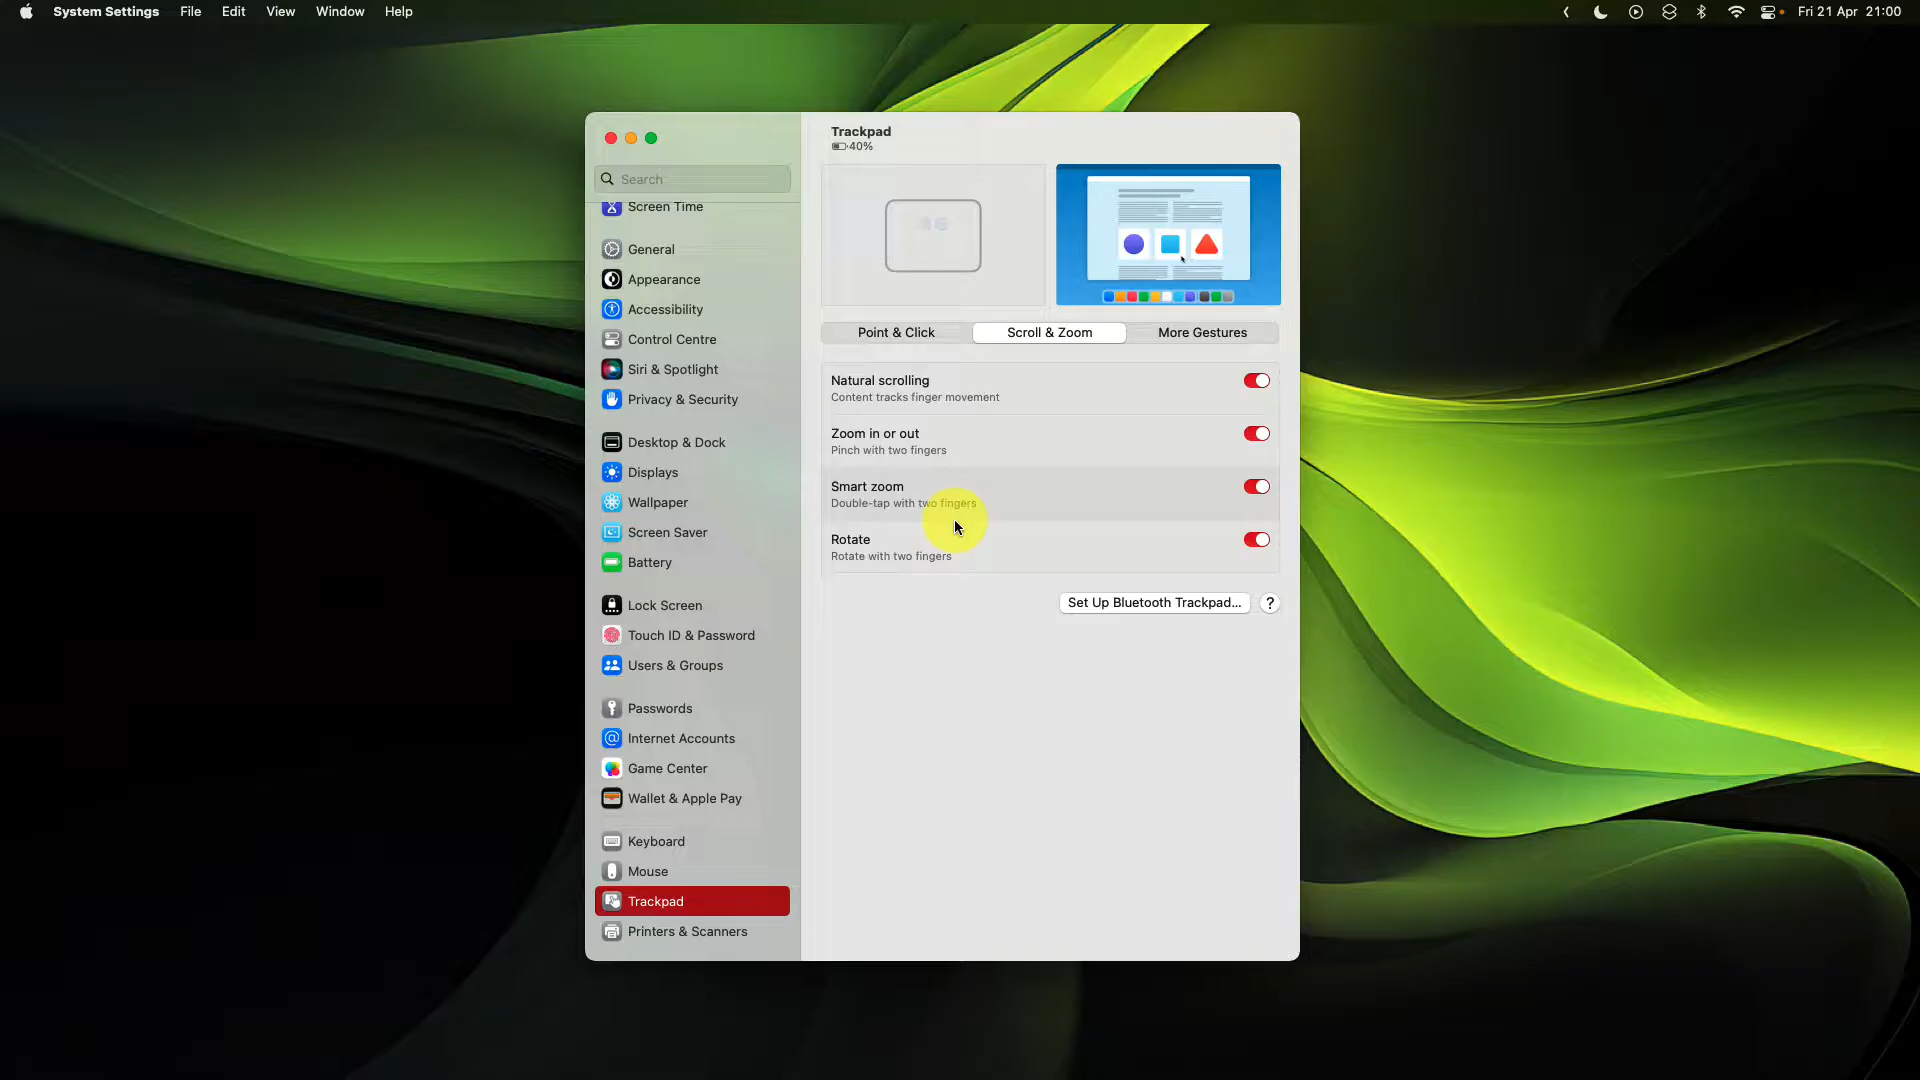 System Settings File Edit View Window Help
Fri 21 Apr 21:00
Trackpad
40%
Search
Screen Time
General
Appearance
Accessibility
Control Centre
Siri & Spotlight
Privacy & Security
Desktop & Dock
Displays
Wallpaper
Screen Saver
Battery
Lock Screen
Touch ID & Password
Users & Groups
Passwords
Internet Accounts
Game Center
Wallet & Apple Pay
Keyboard
Mouse
Trackpad
Printers & Scanners
Point & Click
Scroll & Zoom
More Gestures
Natural scrolling
Content tracks finger movement
Zoom in or out
Pinch with two fingers
Smart zoom
Double-tap with two fingers
Rotate
Rotate with two fingers
Set Up Bluetooth Trackpad...
?